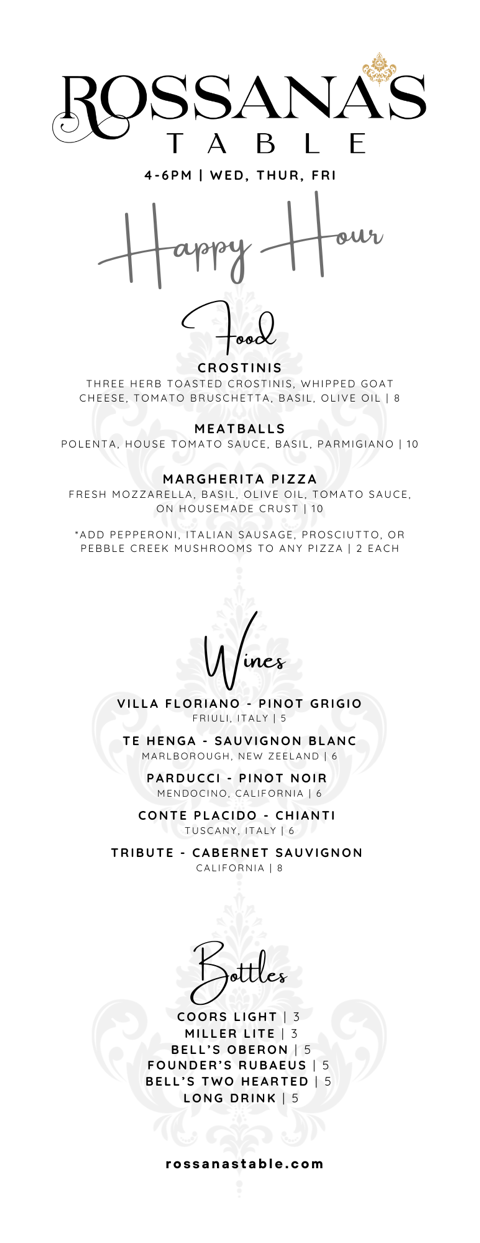 ROSSANA'S
TABLE
4-6PM | WED, THUR, FRI
Happy Hour
Food
CROSTINIS
THREE HERB TOASTED CROSTINIS, WHIPPED GOAT
CHEESE, TOMATO BRUSCHETTA, BASIL, OLIVE OIL | 8
MEATBALLS
POLENTA, HOUSE TOMATO SAUCE, BASIL, PARMIGIANO | 10
MARGHERITA PIZZA
FRESH MOZZARELLA, BASIL, OLIVE OIL, TOMATO SAUCE,
ON HOUSEMADE CRUST | 10
*ADD PEPPERONI, ITALIAN SAUSAGE, PROSCIUTTO, OR
PEBBLE CREEK MUSHROOMS TO ANY PIZZA | 2 EACH
Wines
VILLA FLORIANO - PINOT GRIGIO
FRIULI, ITALY | 5
TE HENGA - SAUVIGNON BLANC
MARLBOROUGH, NEW ZEELAND | 6
PARDUCCI - PINOT NOIR
MENDOCINO, CALIFORNIA | 6
CONTE PLACIDO - CHIANTI
TUSCANY, ITALY | 6
TRIBUTE - CABERNET SAUVIGNON
CALIFORNIA | 8
Bottles
COORS LIGHT | 3
MILLER LITE | 3
BELL'S OBERON | 5
FOUNDER'S RUBAEUS | 5
BELL'S TWO HEARTED | 5
LONG DRINK | 5
rossanastable.com